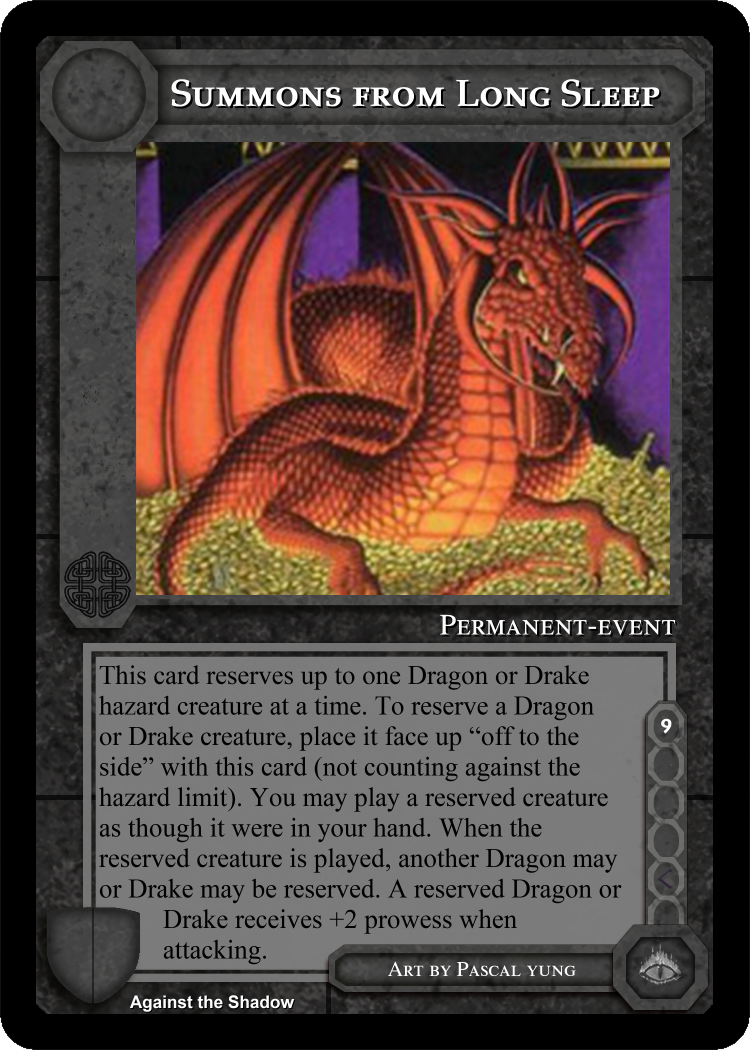 Summons from Long Sleep
Permanent-event
This card reserves up to one Dragon or Drake
hazard creature at a time. To reserve a Dragon
or Drake creature, place it face up “off to the
side” with this card (not counting against the
hazard limit). You may play a reserved creature
as though it were in your hand. When the
reserved creature is played, another Dragon may
or Drake may be reserved. A reserved Dragon or
Drake receives +2 prowess when
attacking.
9
Art by Pascal yung
Against the Shadow